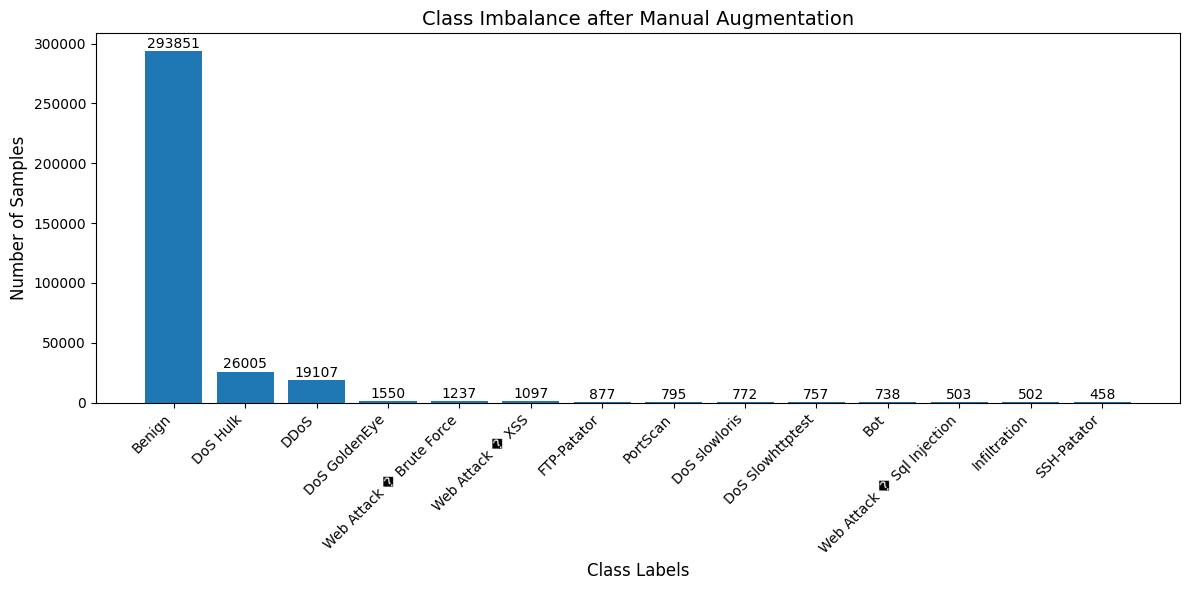 Class Imbalance after Manual Augmentation
Number of Samples
300000
250000
200000
150000
100000
50000
0
293851
26005
19107
1550
1237
1097
877
795
772
757
738
503
502
458
Benign
DoS Hulk
DDoS
DoS GoldenEye
Web Attack � Brute Force
Web Attack � XSS
FTP-Patator
PortScan
DoS slowloris
DoS Slowhttptest
Bot
Web Attack � Sql Injection
Infiltration
SSH-Patator
Class Labels